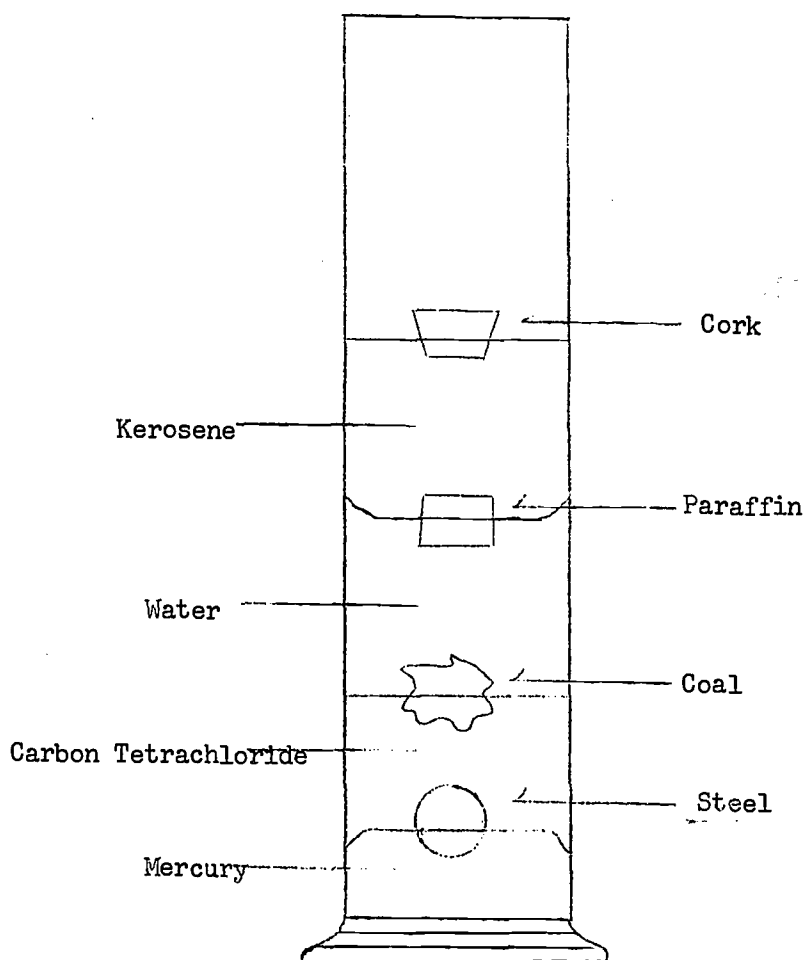 Cork
Kerosene
Paraffin
Water
Coal
Carbon Tetrachloride
Steel
Mercury